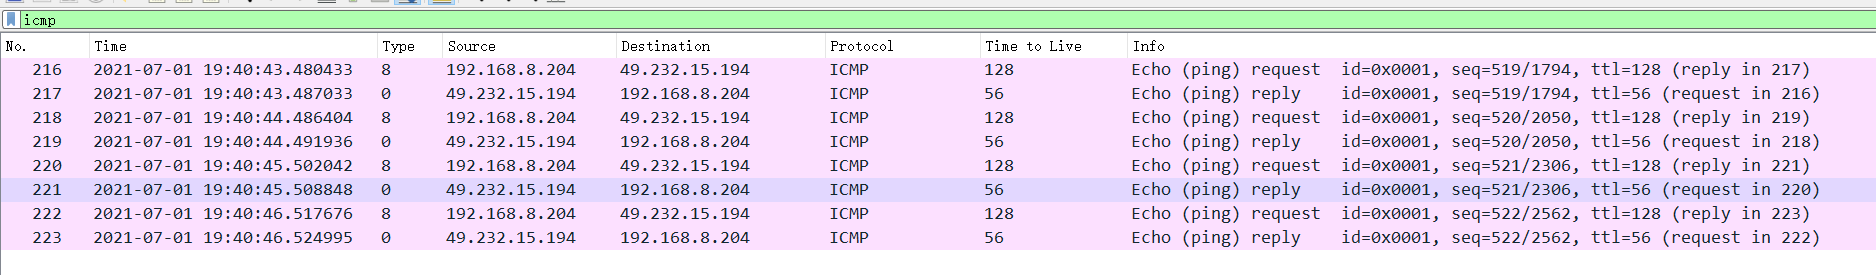 icmp
No. Time Type Source Destination Protocol Time to Live Info
216 2021-07-01 19:40:43.480433 8 192.168.8.204 49.232.15.194 ICMP 128 Echo (ping) request id=0x0001, seq=519/1794, ttl=128 (reply in 217)
217 2021-07-01 19:40:43.487033 0 49.232.15.194 192.168.8.204 ICMP 56 Echo (ping) reply id=0x0001, seq=519/1794, ttl=56 (request in 216)
218 2021-07-01 19:40:44.486404 8 192.168.8.204 49.232.15.194 ICMP 128 Echo (ping) request id=0x0001, seq=520/2050, ttl=128 (reply in 219)
219 2021-07-01 19:40:44.491936 0 49.232.15.194 192.168.8.204 ICMP 56 Echo (ping) reply id=0x0001, seq=520/2050, ttl=56 (request in 218)
220 2021-07-01 19:40:45.502042 8 192.168.8.204 49.232.15.194 ICMP 128 Echo (ping) request id=0x0001, seq=521/2306, ttl=128 (reply in 221)
221 2021-07-01 19:40:45.508848 0 49.232.15.194 192.168.8.204 ICMP 56 Echo (ping) reply id=0x0001, seq=521/2306, ttl=56 (request in 220)
222 2021-07-01 19:40:46.517676 8 192.168.8.204 49.232.15.194 ICMP 128 Echo (ping) request id=0x0001, seq=522/2562, ttl=128 (reply in 223)
223 2021-07-01 19:40:46.524995 0 49.232.15.194 192.168.8.204 ICMP 56 Echo (ping) reply id=0x0001, seq=522/2562, ttl=56 (request in 222)